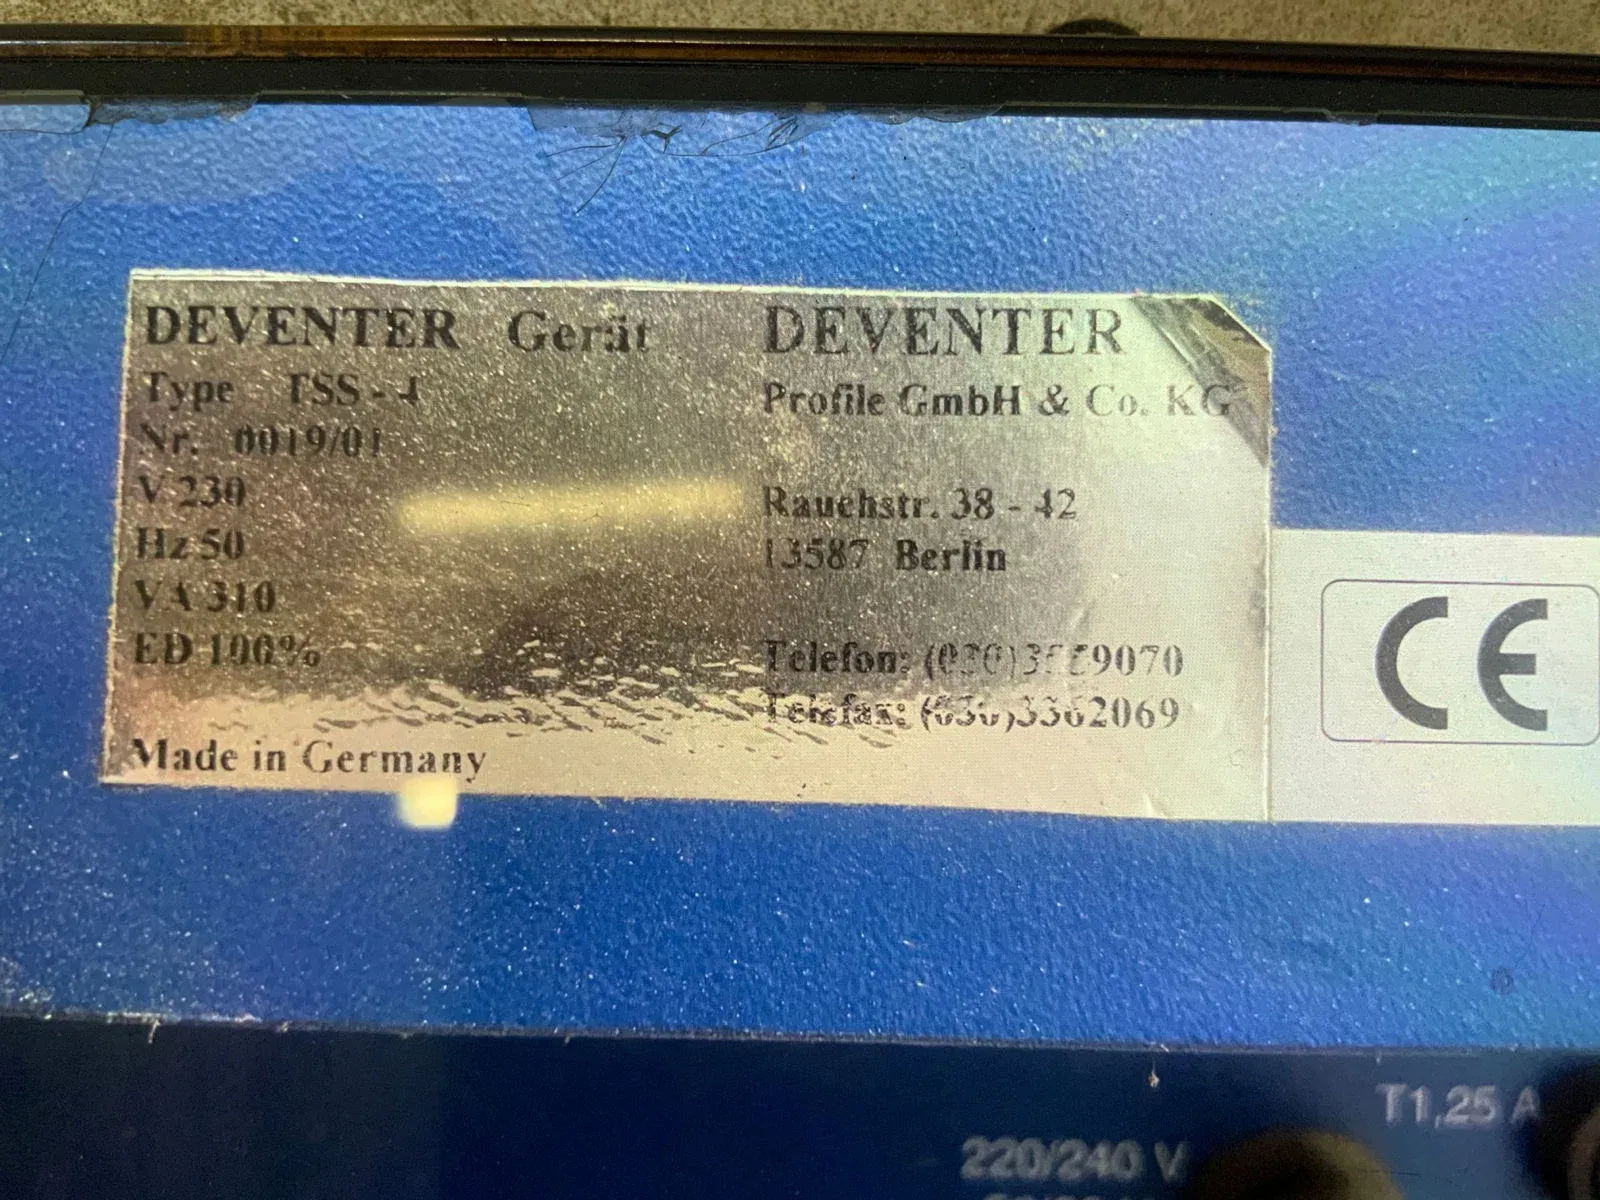 DEVENTER Gerät
Type TSS - 4
Nr. 0019/01
V 230
Hz 50
VA 310
ED 100%
Made in Germany
DEVENTER
Profile GmbH & Co. KG
Rauchstr. 38 - 42
13587 Berlin
Telefon:
Telefax: (030)3362069
CE
T1,25 A
220/240 V